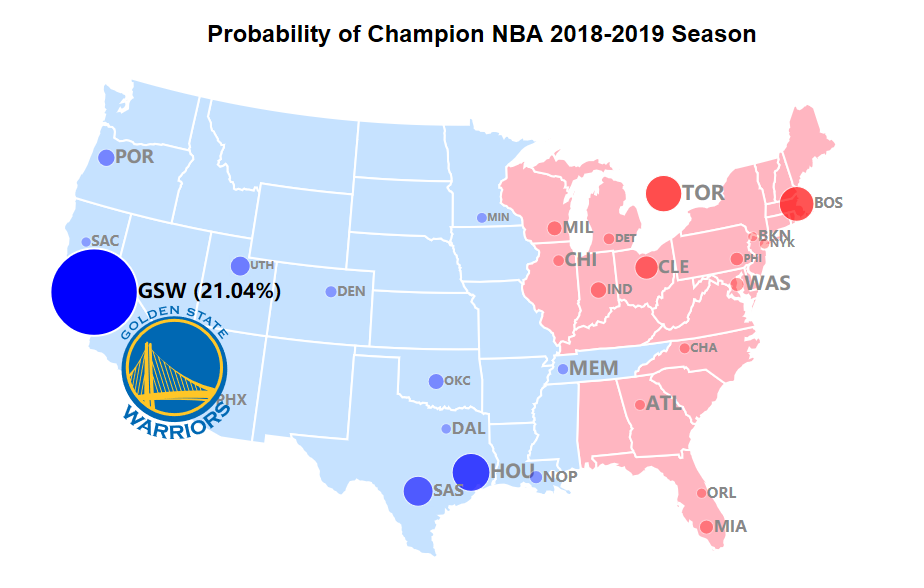 Probability of Champion NBA 2018-2019 Season
POR
SAC
MIN
UTH
GSW (21.04%)
DEN
GOLDEN STATE
WARRIORS
PHX
OKC
DAL
MEM
HOU
SAS
NOP
MIL
DET
CHI
IND
CLE
TOR
BOS
BKN
NYK
PHI
WAS
CHA
ATL
ORL
MIA